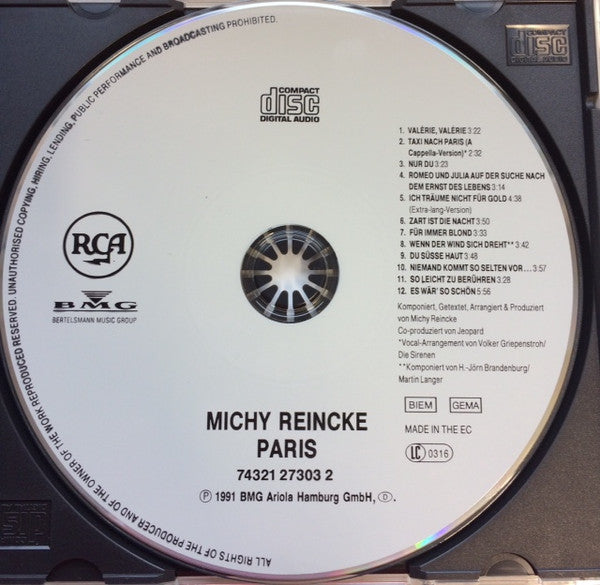 ALL RIGHTS OF THE PRODUCER AND OF THE OWNER OF THE WORK REPRODUCED RESERVED. UNAUTHORISED COPYING, HIRING, LENDING, PUBLIC PERFORMANCE AND BROADCASTING PROHIBITED.
COMPACT
disc
DIGITAL AUDIO
COMPACT
disc
DIGITAL AUDIO
RCA
BMG
BERTELSMANN MUSIC GROUP
1. VALÉRIE, VALÉRIE 3:22
2. TAXI NACH PARIS (A
Cappella-Version)* 2:32
3. NUR DU 3:23
4. ROMEO UND JULIA AUF DER SUCHE NACH
DEM ERNST DES LEBENS 3:14
5. ICH TRÄUME NICHT FÜR GOLD 4:38
(Extra-lang-Version)
6. ZART IST DIE NACHT 3:50
7. FÜR IMMER BLOND 3:33
8. WENN DER WIND SICH DREHT** 3:42
9. DU SÜSSE HAUT 3:48
10. NIEMAND KOMMT SO SELTEN VOR... 3:57
11. SO LEICHT ZU BERÜHREN 3:28
12. ES WÄR' SO SCHÖN 5:56
Komponiert, Getextet, Arrangiert & Produziert
von Michy Reincke
Co-produziert von Jeopard
*Vocal-Arrangement von Volker Griepenstroh/
Die Sirenen
**Komponiert von H.-Jörn Brandenburg/
Martin Langer
BIEM GEMA
MADE IN THE EC
LC 0316
MICHY REINCKE
PARIS
74321 27303 2
Ⓟ 1991 BMG Ariola Hamburg GmbH, Ⓓ.